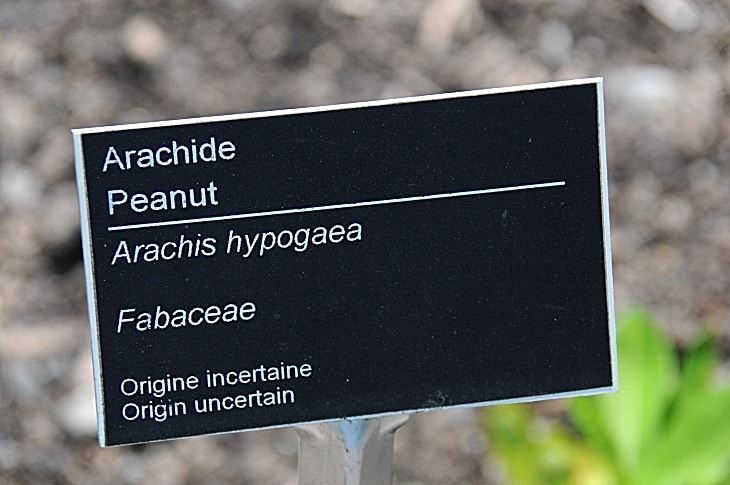 Arachide
Peanut
Arachis hypogaea
Fabaceae
Origine incertaine
Origin uncertain